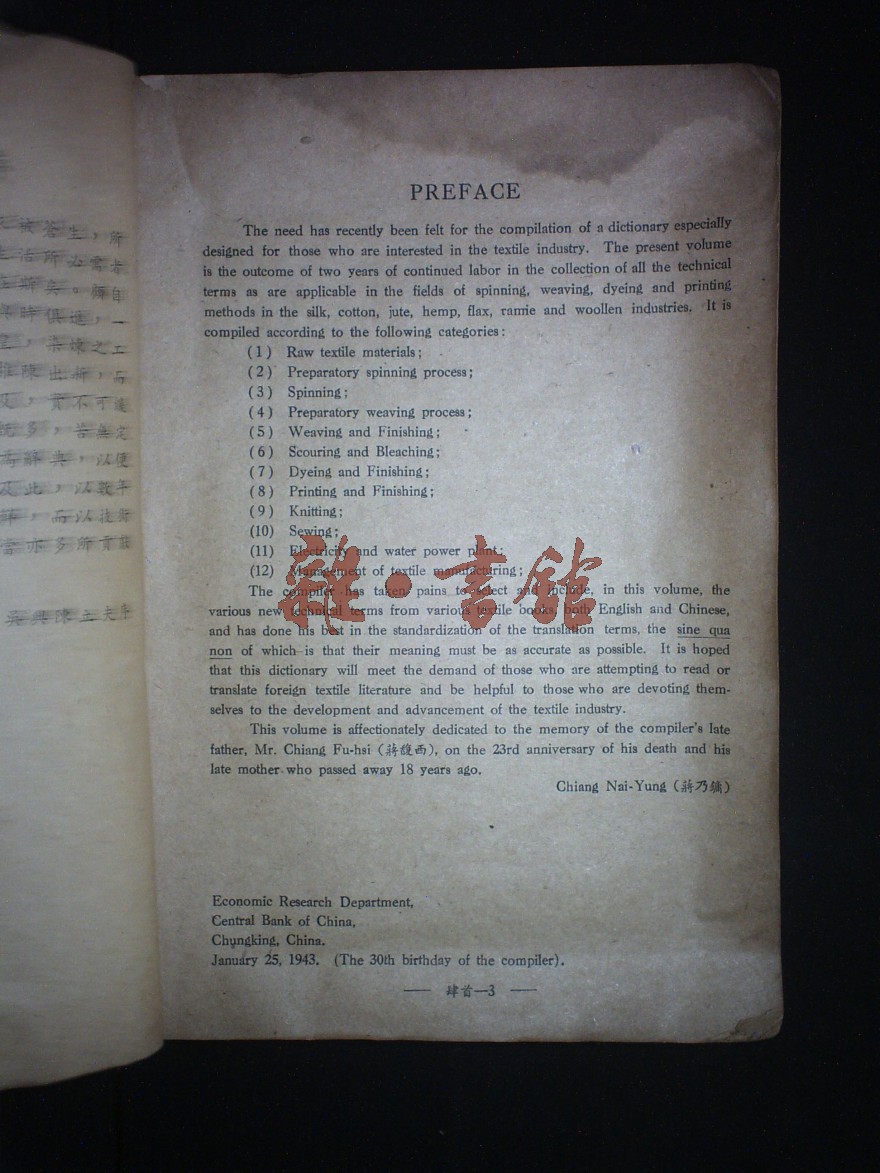 PREFACE
The need has recently been felt for the compilation of a dictionary especially
designed for those who are interested in the textile industry. The present volume
is the outcome of two years of continued labor in the collection of all the technical
terms as are applicable in the fields of spinning, weaving, dyeing and printing
methods in the silk, cotton, jute, hemp, flax, ramie and woollen industries. It is
compiled according to the following categories:
(1) Raw textile materials;
(2) Preparatory spinning process;
(3) Spinning;
(4) Preparatory weaving process;
(5) Weaving and Finishing;
(6) Scouring and Bleaching;
(7) Dyeing and Finishing;
(8) Printing and Finishing;
(9) Knitting;
(10) Sewing;
(11) Electricity and water power plant;
(12) Management of textile manufacturing;
The compiler has taken pains to select and include, in this volume, the
various new technical terms from various textile books, both English and Chinese,
and has done his best in the standardization of the translation terms, the sine qua
non of which is that their meaning must be as accurate as possible. It is hoped
that this dictionary will meet the demand of those who are attempting to read or
translate foreign textile literature and be helpful to those who are devoting them-
selves to the development and advancement of the textile industry.
This volume is affectionately dedicated to the memory of the compiler's late
father, Mr. Chiang Fu-hsi (蔣馥西), on the 23rd anniversary of his death and his
late mother who passed away 18 years ago.
Chiang Nai-Yung (蔣乃鏞)
Economic Research Department,
Central Bank of China,
Chungking, China.
January 25, 1943. (The 30th birthday of the compiler).
— 肆首—3 —
雜·書館